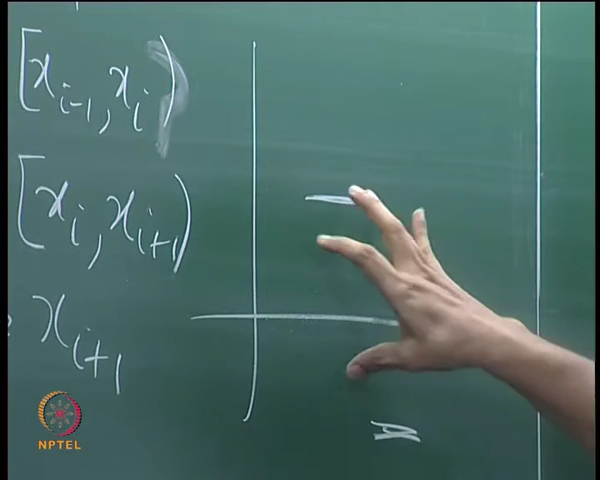 [x_{i-1}, x_i)
[x_i, x_{i+1})
x_{i+1}
NPTEL